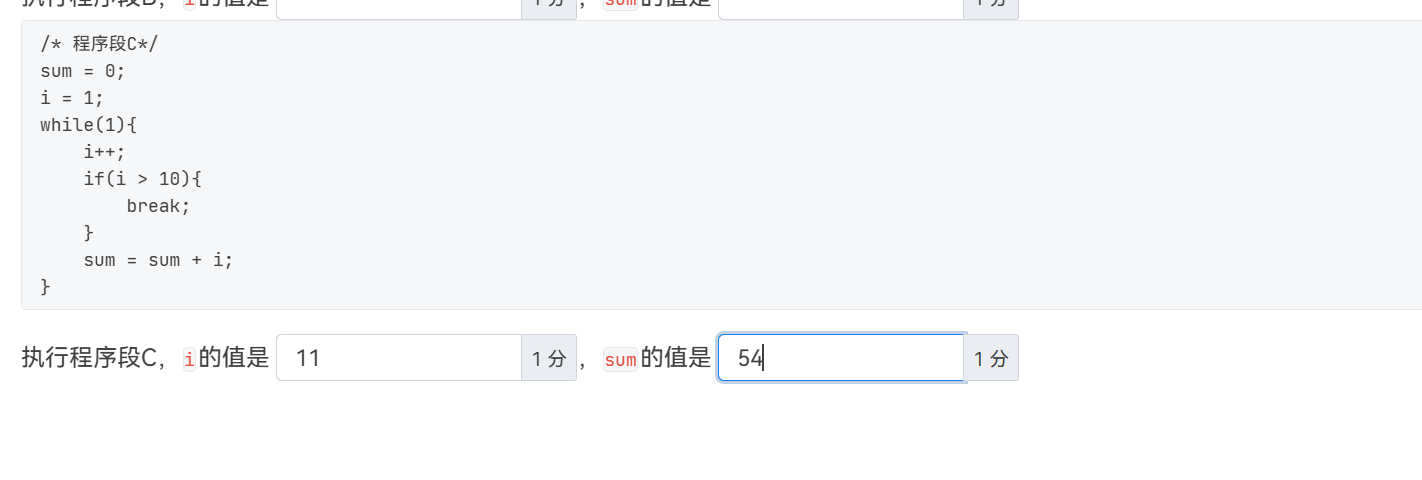 执行程序段B，i的值是 1 分 ，sum的值是 1 分
/* 程序段C*/
sum = 0;
i = 1;
while(1){
    i++;
    if(i > 10){
        break;
    }
    sum = sum + i;
}
执行程序段C，i的值是 11 1 分 ，sum的值是 54 1 分